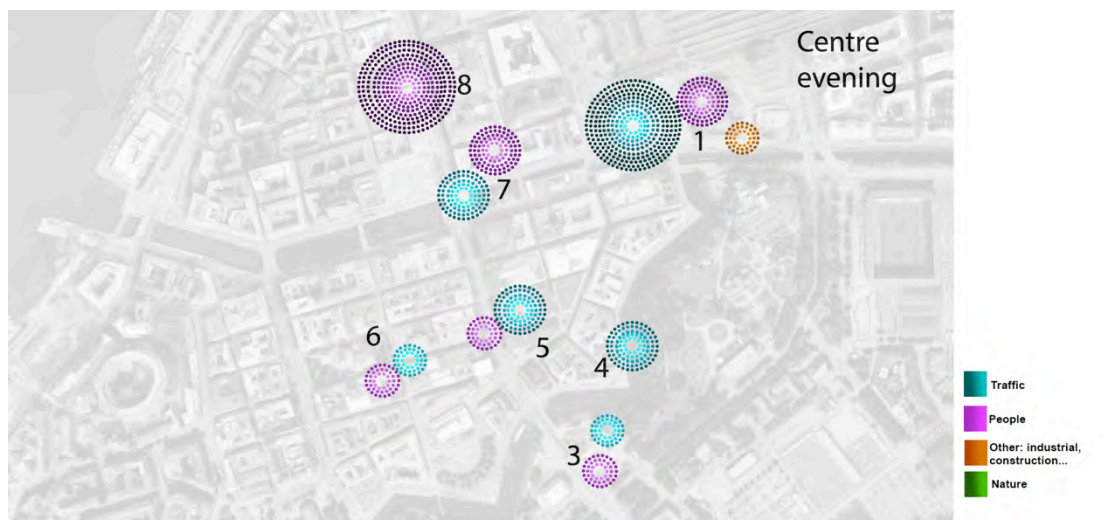 Centre
evening
8
1
7
6
5
4
3
Traffic
People
Other: industrial,
construction...
Nature